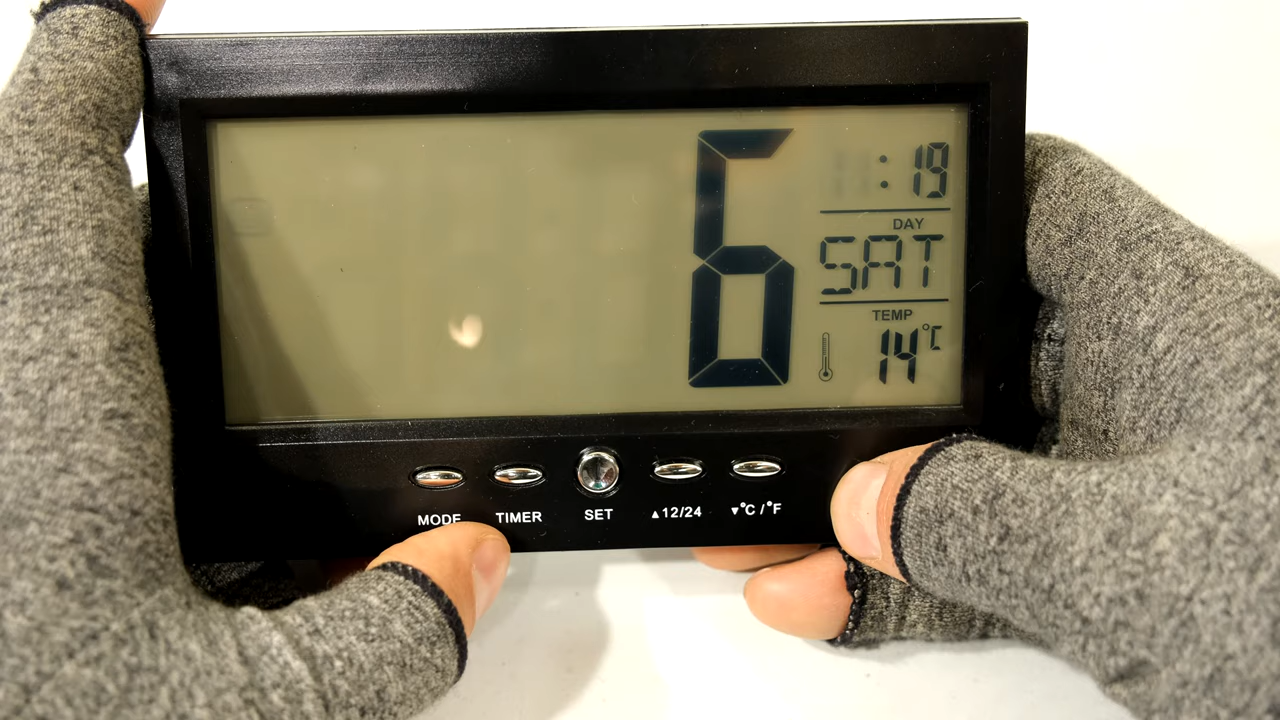 6
:19
DAY
SAT
TEMP
14°C
MODE
TIMER
SET
▲12/24
▼°C/°F